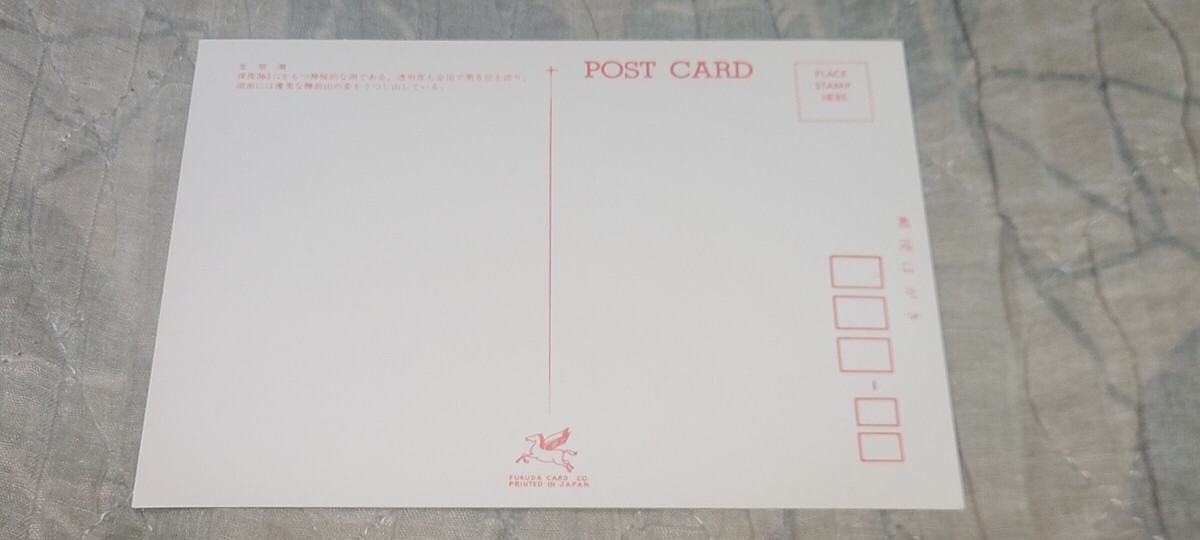 支笏湖
深度363mをもつ神秘的な湖である。透明度も全国で第5位を誇り、
湖面には優美な樽前山の姿をうつし出している。
POST CARD
PLACE
STAMP
HERE
郵便はがき
FUKUDA CARD CO.
PRINTED IN JAPAN